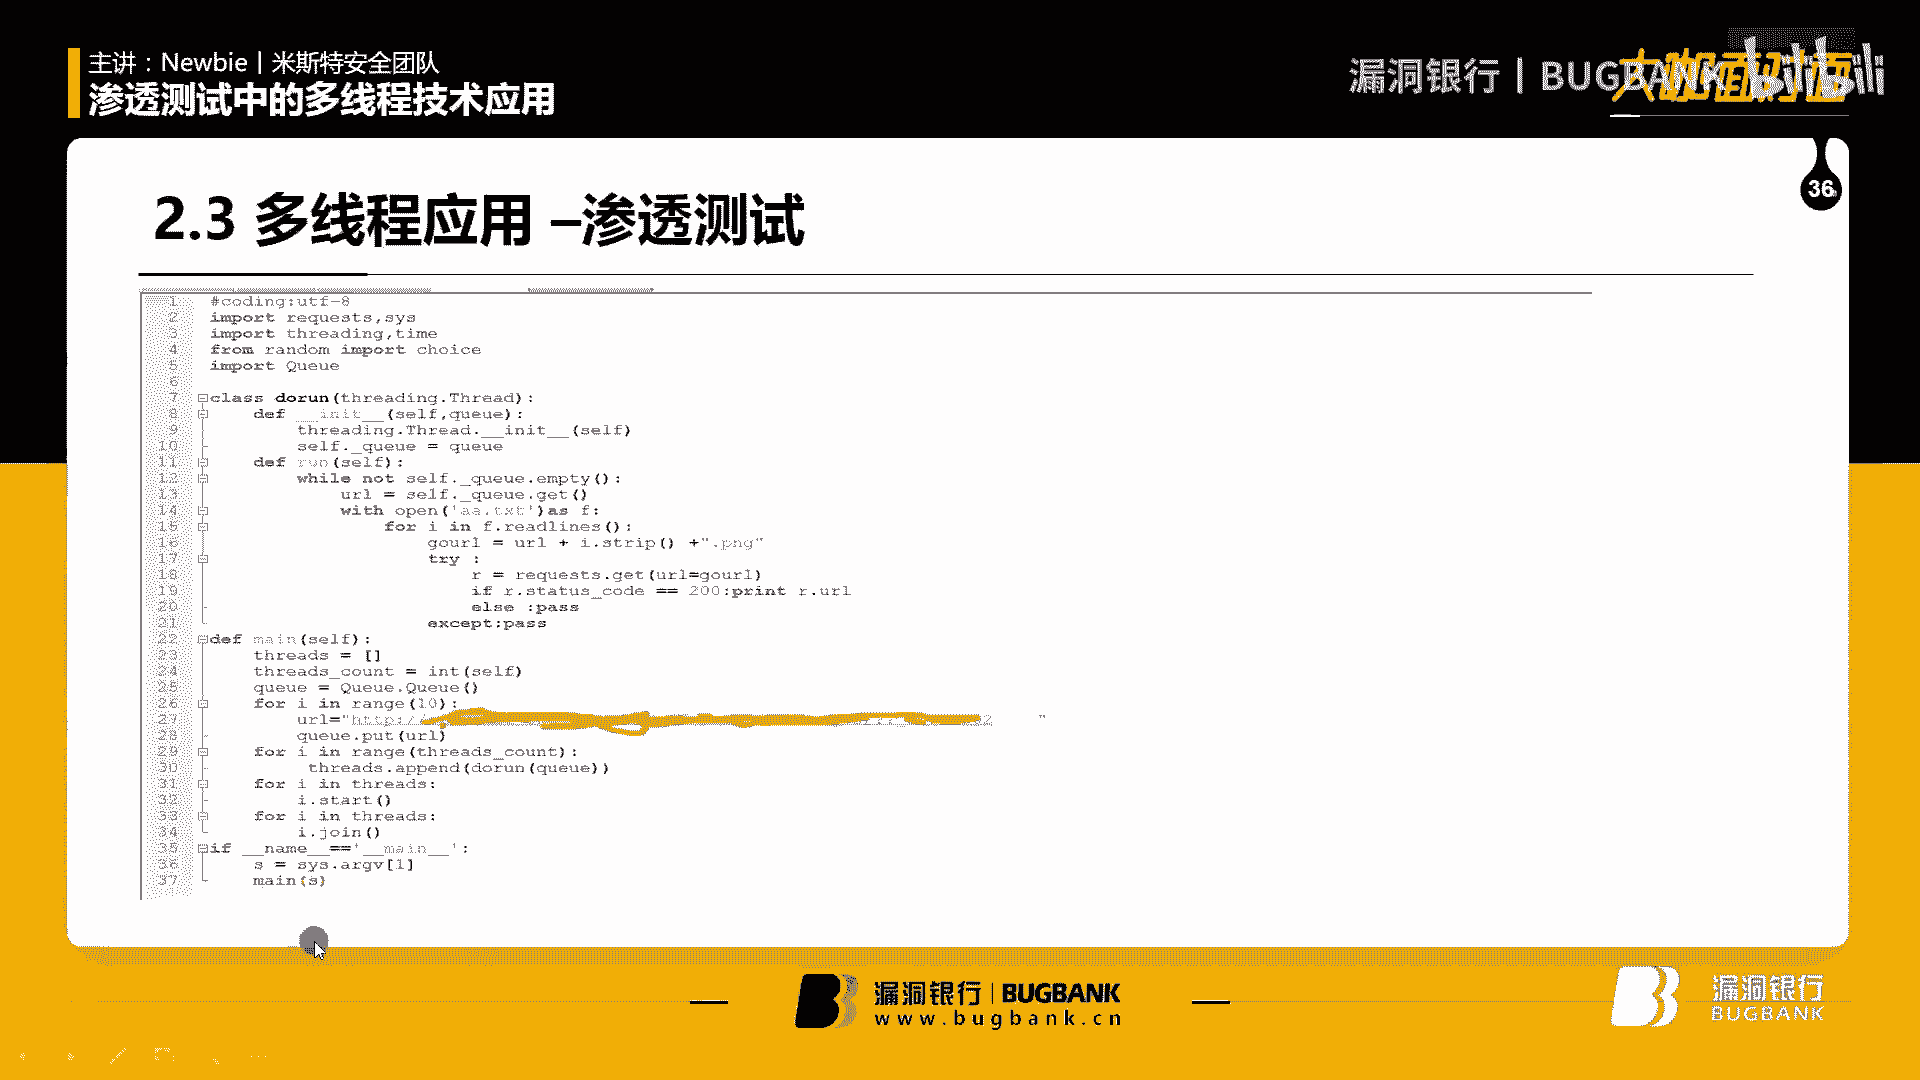 主讲：Newbie丨米斯特安全团队
渗透测试中的多线程技术应用
漏洞银行丨BUGBANK
大咖面对面
bilibili
36
2.3 多线程应用 –渗透测试
1 #coding:utf-8
2 import requests,sys
3 import threading,time
4 from random import choice
5 import Queue
6
7 class dorun(threading.Thread):
8 def __init__(self,queue):
9 threading.Thread.__init__(self)
10 self._queue = queue
11 def run(self):
12 while not self._queue.empty():
13 url = self._queue.get()
14 with open('aa.txt')as f:
15 for i in f.readlines():
16 gourl = url + i.strip() +".png"
17 try :
18 r = requests.get(url=gourl)
19 if r.status_code == 200:print r.url
20 else :pass
21 except:pass
22 def main(self):
23 threads = []
24 threads_count = int(self)
25 queue = Queue.Queue()
26 for i in range(10):
27 url="http:// 2 "
28 queue.put(url)
29 for i in range(threads_count):
30 threads.append(dorun(queue))
31 for i in threads:
32 i.start()
33 for i in threads:
34 i.join()
35 if __name__=='__main__':
36 s = sys.argv[1]
37 main(s)
漏洞银行 | BUGBANK
www.bugbank.cn
漏洞银行
BUGBANK